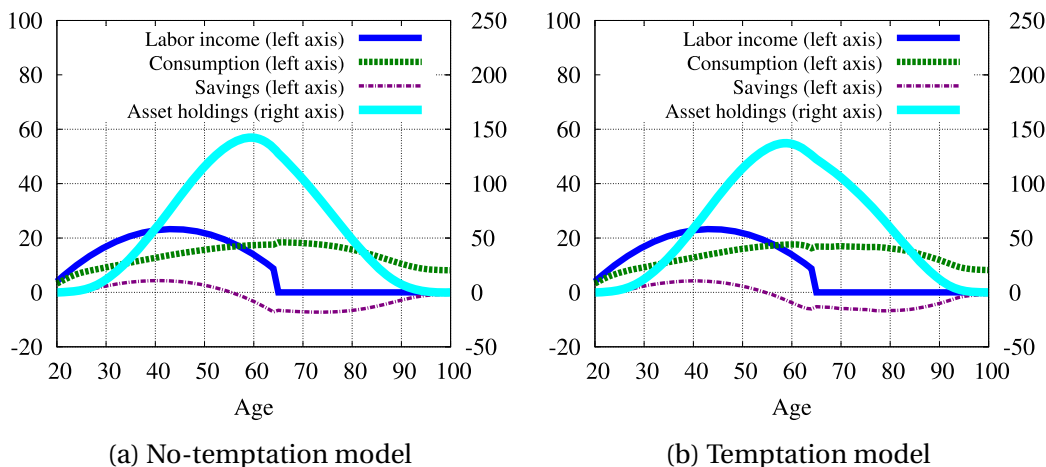 100
80
60
40
20
0
-20
250
200
150
100
50
0
-50
Labor income (left axis)
Consumption (left axis)
Savings (left axis)
Asset holdings (right axis)
20 30 40 50 60 70 80 90 100
Age
(a) No-temptation model
100
80
60
40
20
0
-20
250
200
150
100
50
0
-50
Labor income (left axis)
Consumption (left axis)
Savings (left axis)
Asset holdings (right axis)
20 30 40 50 60 70 80 90 100
Age
(b) Temptation model